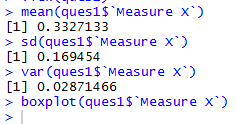 > mean(ques1$`Measure X`)
[1] 0.3327133
> sd(ques1$`Measure X`)
[1] 0.169454
> var(ques1$`Measure X`)
[1] 0.02871466
> boxplot(ques1$`Measure X`)
>